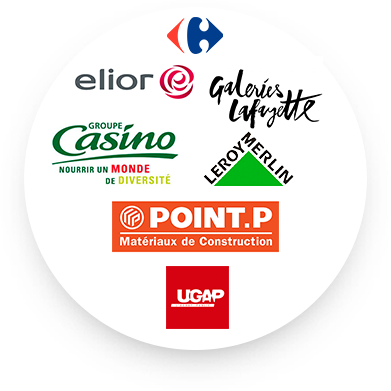 elior
Galeries
Lafayette
GROUPE
Casino
NOURRIR UN MONDE
DE DIVERSITÉ
LEROY MERLIN
POINT.P
Matériaux de Construction
UGAP